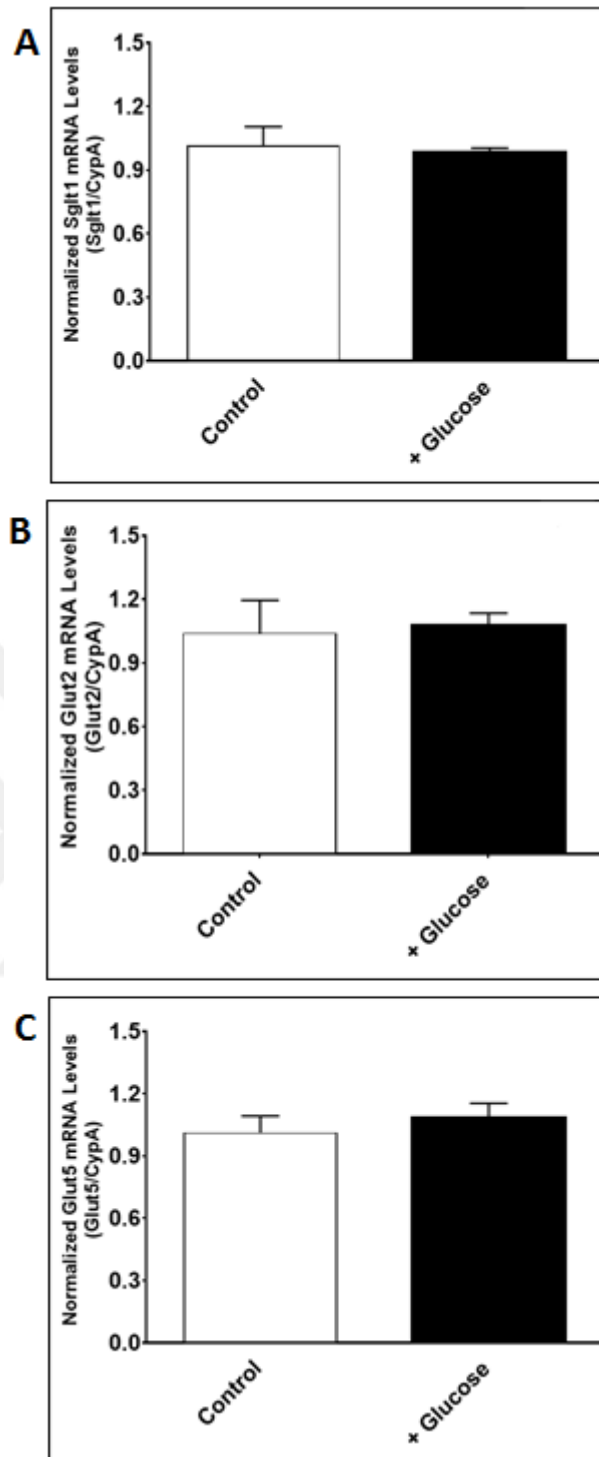 A
Normalized Sglt1 mRNA Levels
(Sglt1/CypA)
1.5
1.2
0.9
0.6
0.3
0.0
Control
+ Glucose
B
Normalized Glut2 mRNA Levels
(Glut2/CypA)
1.5
1.2
0.9
0.6
0.3
0.0
Control
+ Glucose
C
Normalized Glut5 mRNA Levels
(Glut5/CypA)
1.5
1.2
0.9
0.6
0.3
0.0
Control
+ Glucose